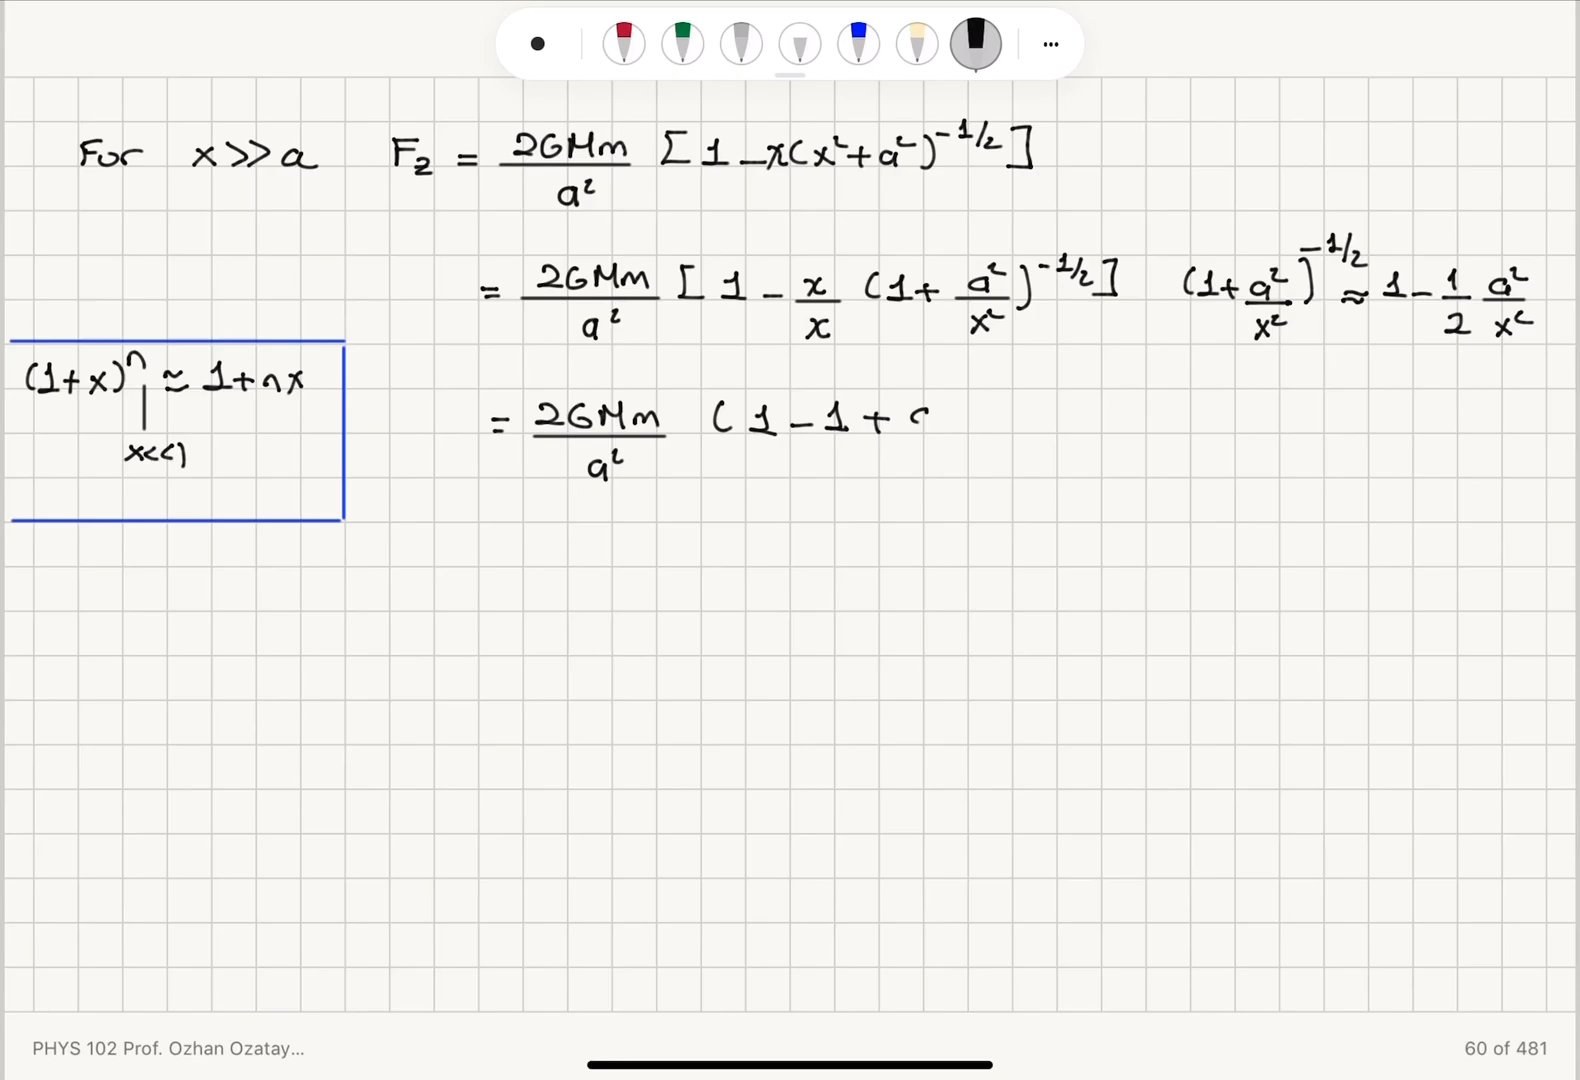 For x >> a F₂ = 2GMm/a² [1 - x(x²+a²)^-1/2]
= 2GMm/a² [1 - x/x (1 + a²/x²)^-1/2] (1 + a²/x²)^-1/2 ≈ 1 - 1/2 a²/x²
(1+x)ⁿ | x<<1 ≃ 1+nx
= 2GMm/a² (1 - 1 +
PHYS 102 Prof. Ozhan Ozatay...
60 of 481